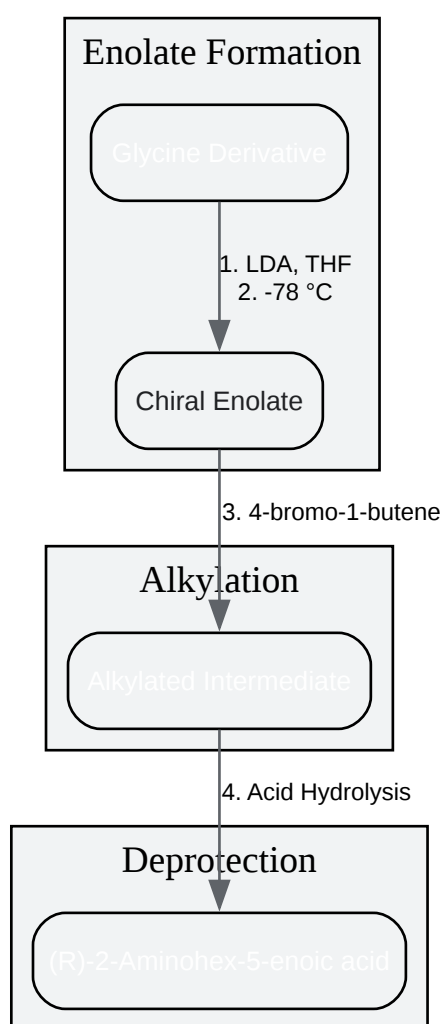 Enolate Formation
Glycine Derivative
1. LDA, THF
2. -78 °C
Chiral Enolate
3. 4-bromo-1-butene
Alkylation
Alkylated Intermediate
4. Acid Hydrolysis
Deprotection
(R)-2-Aminohex-5-enoic acid